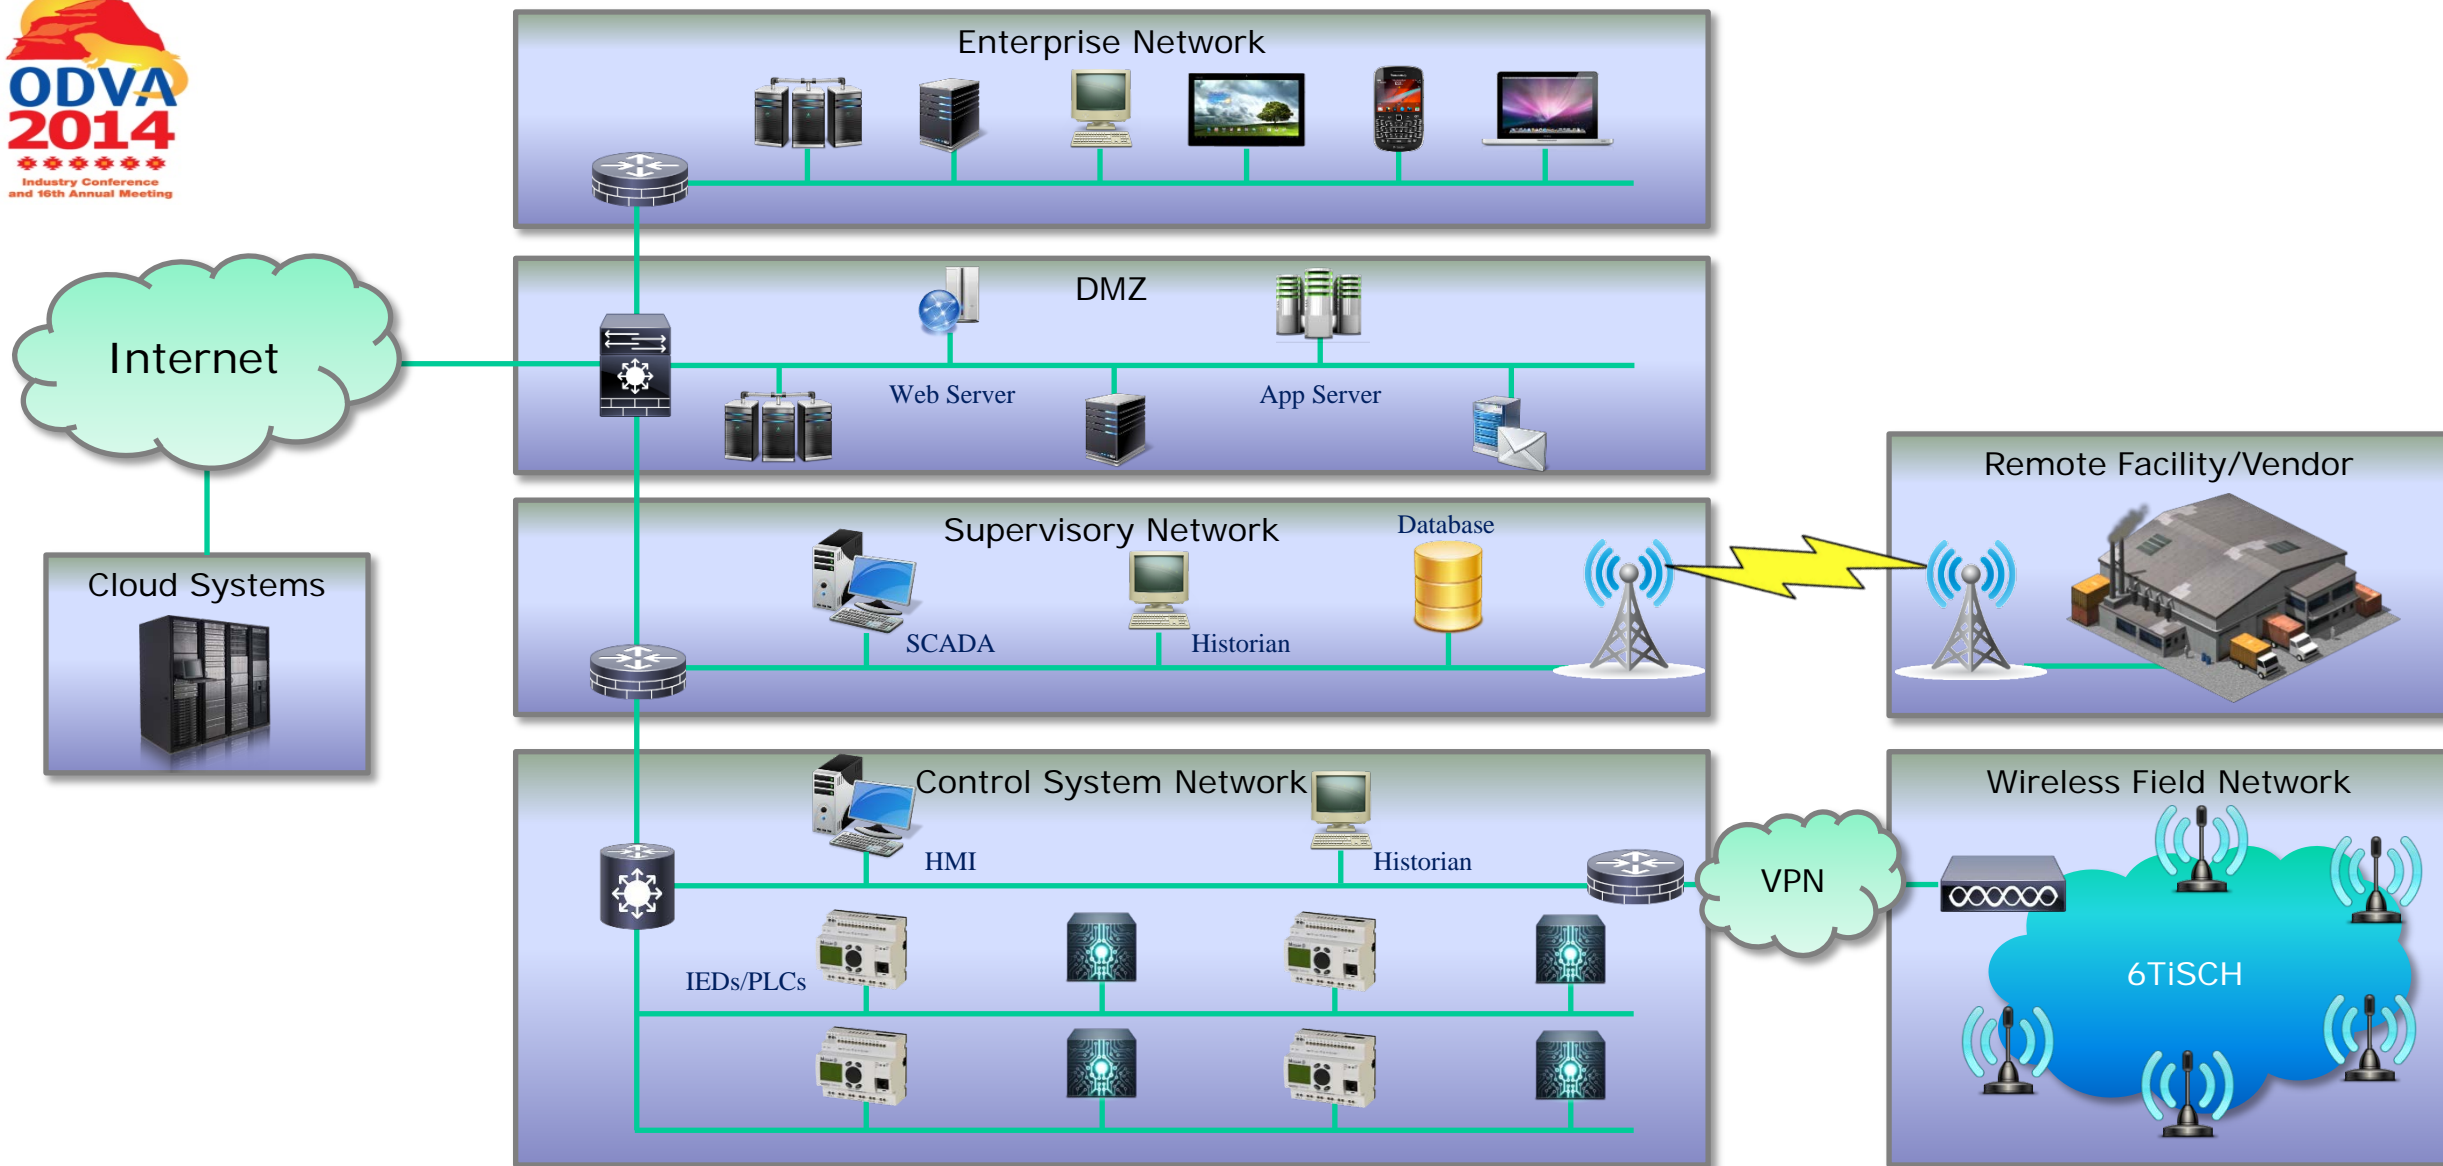 ODVA
2014
Industry Conference
and 16th Annual Meeting
Enterprise Network
Internet
DMZ
Web Server
App Server
Remote Facility/Vendor
Supervisory Network
Database
SCADA
Historian
Cloud Systems
Control System Network
HMI
Historian
VPN
Wireless Field Network
IEDs/PLCs
6TiSCH